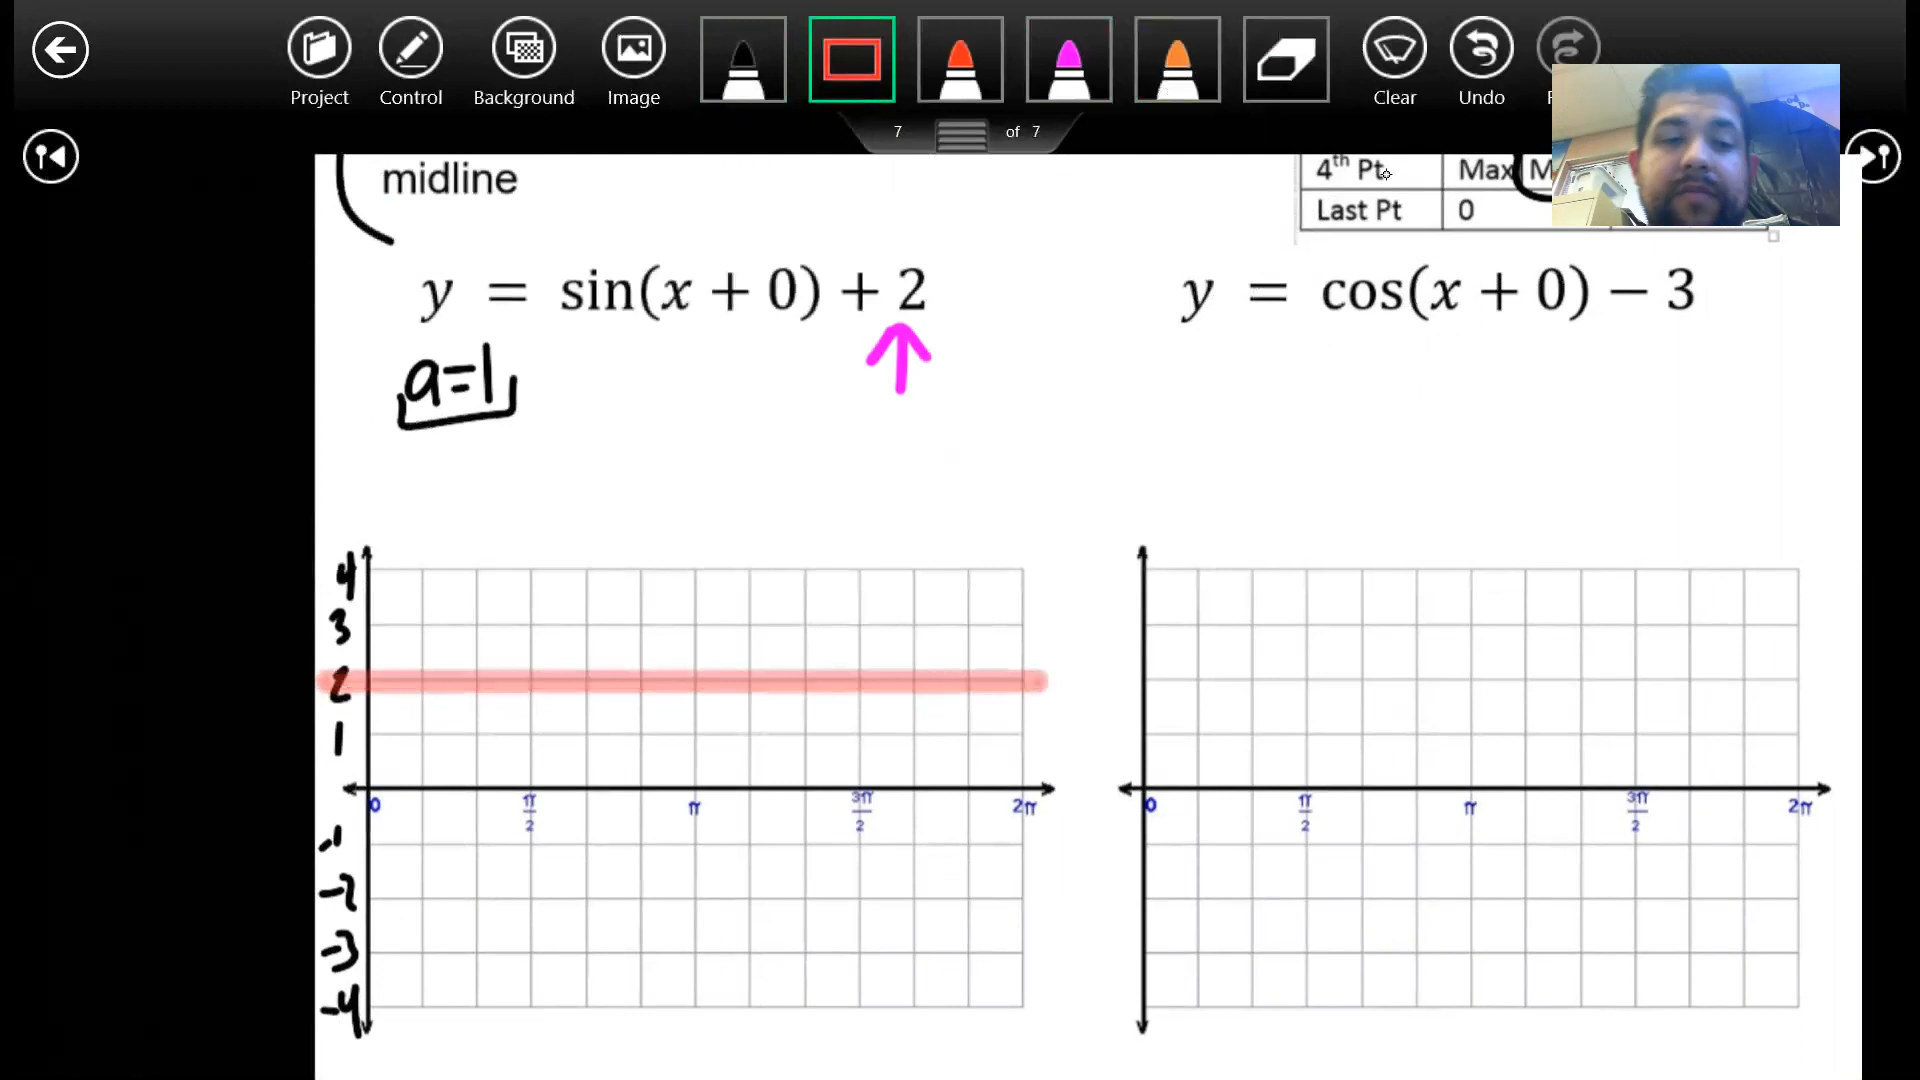 Project Control Background Image Clear Undo
7 of 7
midline
4th Pt Max
Last Pt 0
y = sin(x + 0) + 2
y = cos(x + 0) − 3
a=1
4
3
2
1
0 π/2 π 3π/2 2π
0 π/2 π 3π/2 2π
-1
-2
-3
-4